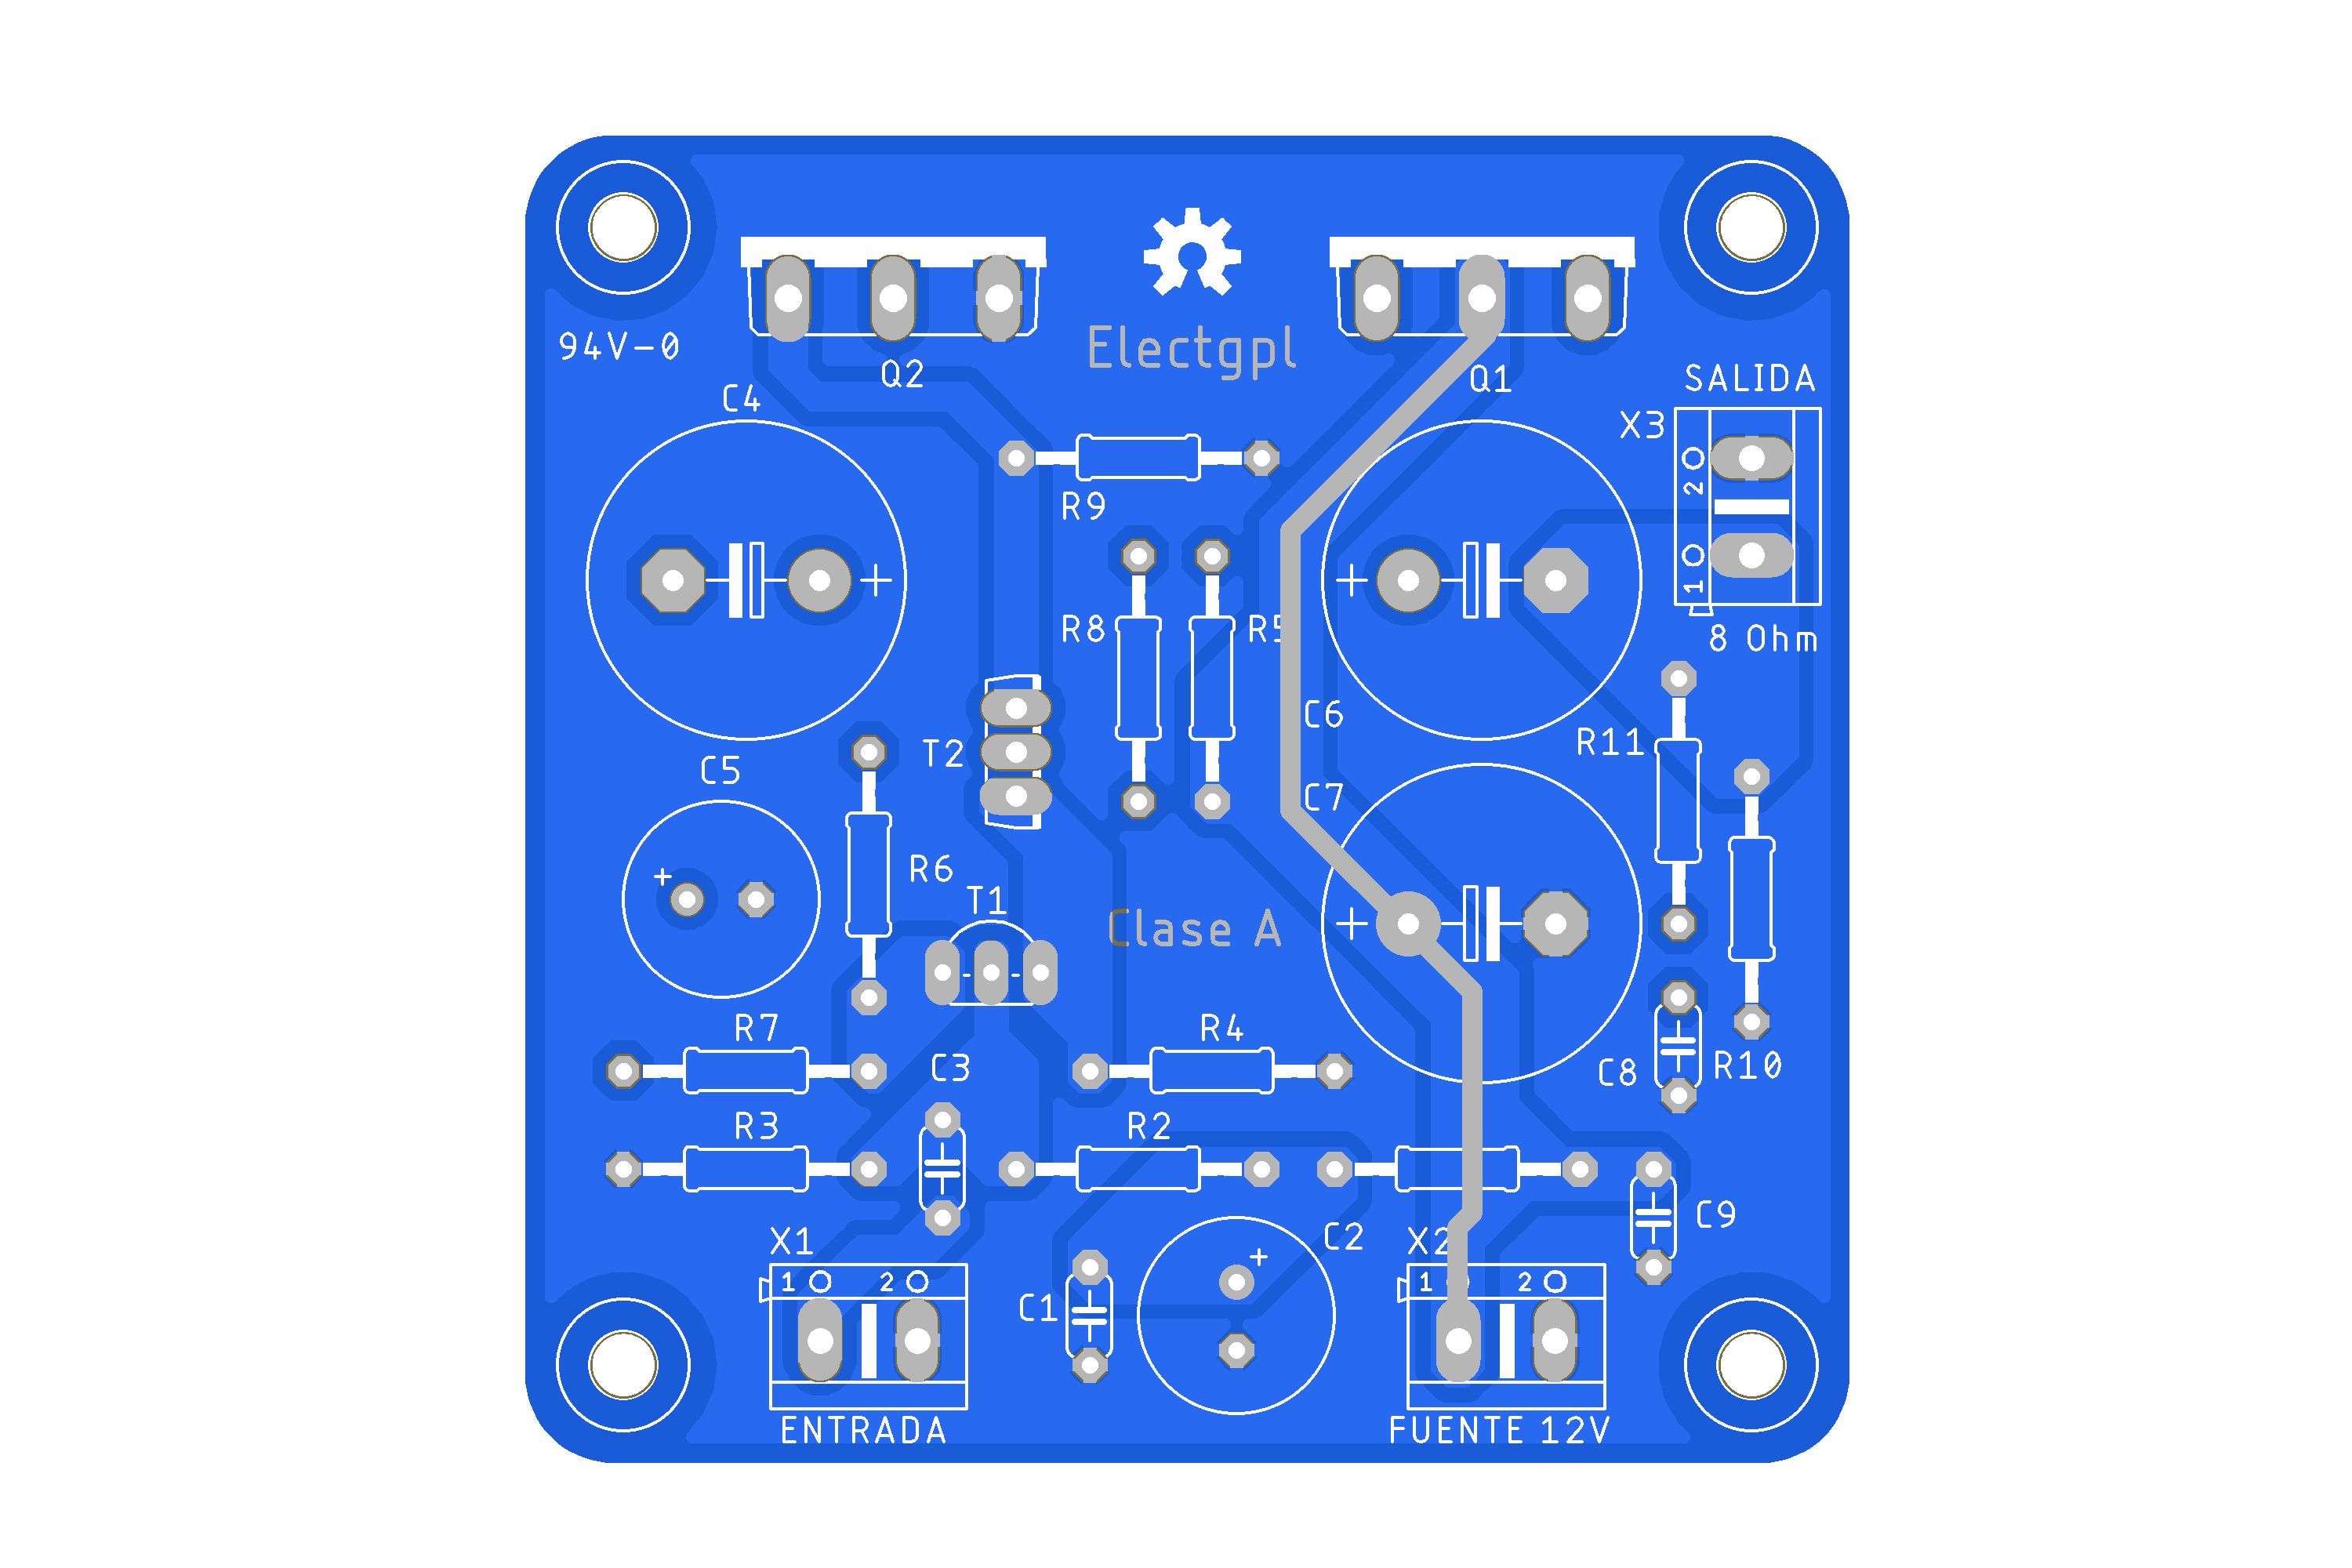 94V-0
Electgpl
Q2
Q1
C4
SALIDA
X3
2
1
R9
8 Ohm
R8
C6
R11
T2
C5
C7
R6
T1
Clase A
R7
C3
R4
C8
R10
R3
R2
C9
X1
C2
1
2
C1
1
2
ENTRADA
FUENTE 12V